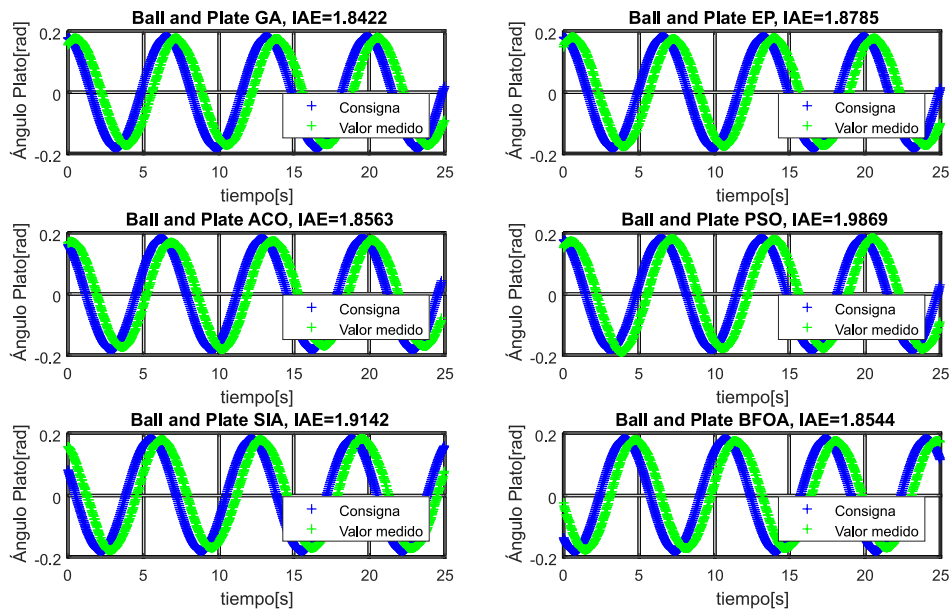 Ball and Plate GA, IAE=1.8422
Ángulo Plato[rad]
0.2
0
-0.2
Consigna
Valor medido
0 5 10 15 20 25
tiempo[s]
Ball and Plate EP, IAE=1.8785
Ángulo Plato[rad]
0.2
0
-0.2
Consigna
Valor medido
0 5 10 15 20 25
tiempo[s]
Ball and Plate ACO, IAE=1.8563
Ángulo Plato[rad]
0.2
0
-0.2
Consigna
Valor medido
0 5 10 15 20 25
tiempo[s]
Ball and Plate PSO, IAE=1.9869
Ángulo Plato[rad]
0.2
0
-0.2
Consigna
Valor medido
0 5 10 15 20 25
tiempo[s]
Ball and Plate SIA, IAE=1.9142
Ángulo Plato[rad]
0.2
0
-0.2
Consigna
Valor medido
0 5 10 15 20 25
tiempo[s]
Ball and Plate BFOA, IAE=1.8544
Ángulo Plato[rad]
0.2
0
-0.2
Consigna
Valor medido
0 5 10 15 20 25
tiempo[s]